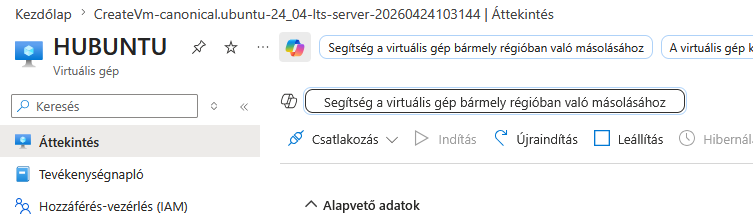 Kezdőlap > CreateVm-canonical.ubuntu-24_04-lts-server-20260424103144 | Áttekintés
HUBUNTU
Virtuális gép
Segítség a virtuális gép bármely régióban való másolásához
A virtuális gép k
Keresés
Segítség a virtuális gép bármely régióban való másolásához
Áttekintés
Csatlakozás
Indítás
Újraindítás
Leállítás
Hibernál
Tevékenységnapló
Hozzáférés-vezérlés (IAM)
Alapvető adatok